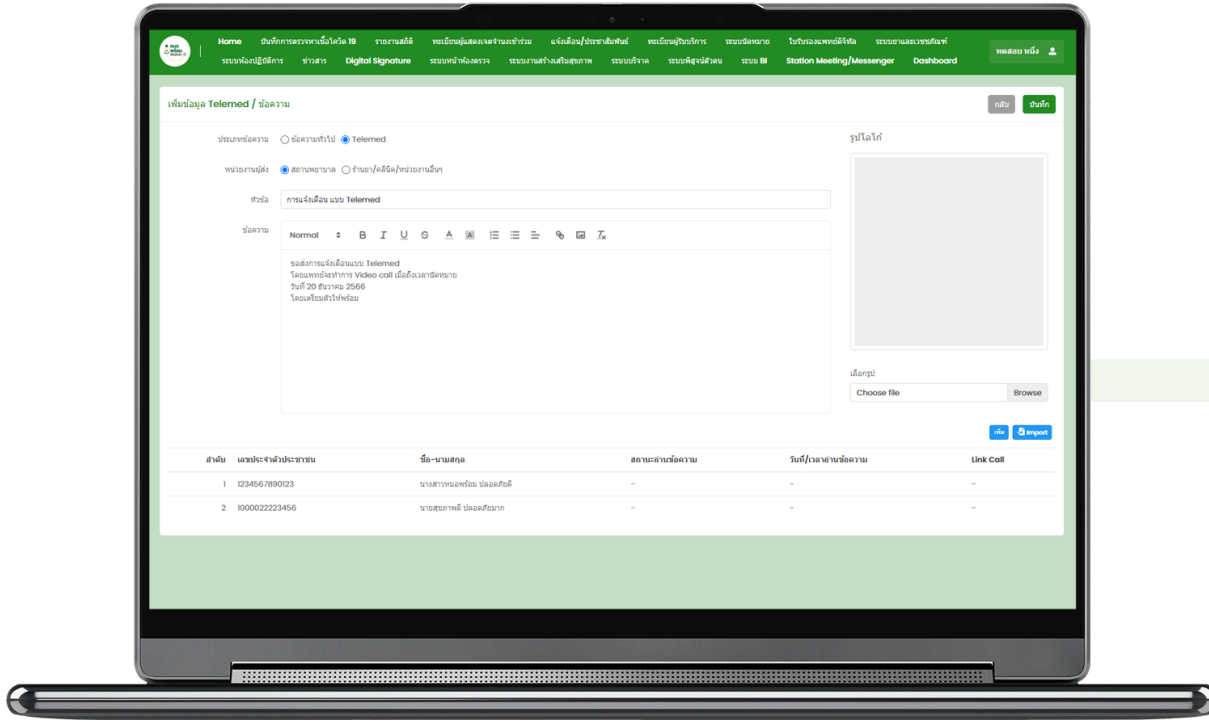 Home บันทึกการตรวจหาเชื้อโควิด 19 รายงานสถิติ ทะเบียนผู้แสดงเจตจำนงเข้าร่วม แจ้งเตือน/ประชาสัมพันธ์ ทะเบียนผู้รับบริการ ระบบนัดหมาย ใบรับรองแพทย์ดิจิทัล ระบบยาและเวชภัณฑ์
ทดสอบ หนึ่ง
ระบบห้องปฏิบัติการ ข่าวสาร Digital Signature ระบบหน้าห้องตรวจ ระบบงานสร้างเสริมสุขภาพ ระบบบริจาค ระบบพิสูจน์ตัวตน ระบบ BI Station Meeting/Messenger Dashboard
เพิ่มข้อมูล Telemed / ข้อความ
กลับ บันทึก
ประเภทข้อความ ข้อความทั่วไป Telemed
รูปโลโก้
หน่วยงานผู้ส่ง สถานพยาบาล ร้านยา/คลินิค/หน่วยงานอื่นๆ
หัวข้อ การแจ้งเตือน แบบ Telemed
ข้อความ
Normal B I U S A A
ขอส่งการแจ้งเตือนแบบ Telemed
โดยแพทย์จะทำการ Video call เมื่อถึงเวลานัดหมาย
วันที่ 20 ธันวาคม 2566
โดยเตรียมตัวให้พร้อม
เลือกรูป
Choose file Browse
เพิ่ม Import
ลำดับ เลขประจำตัวประชาชน ชื่อ-นามสกุล สถานะอ่านข้อความ วันที่/เวลาอ่านข้อความ Link Call
1 1234567890123 นางสาวหมอพร้อม ปลอดภัยดี - - -
2 1000022223456 นายสุขภาพดี ปลอดภัยมาก - - -